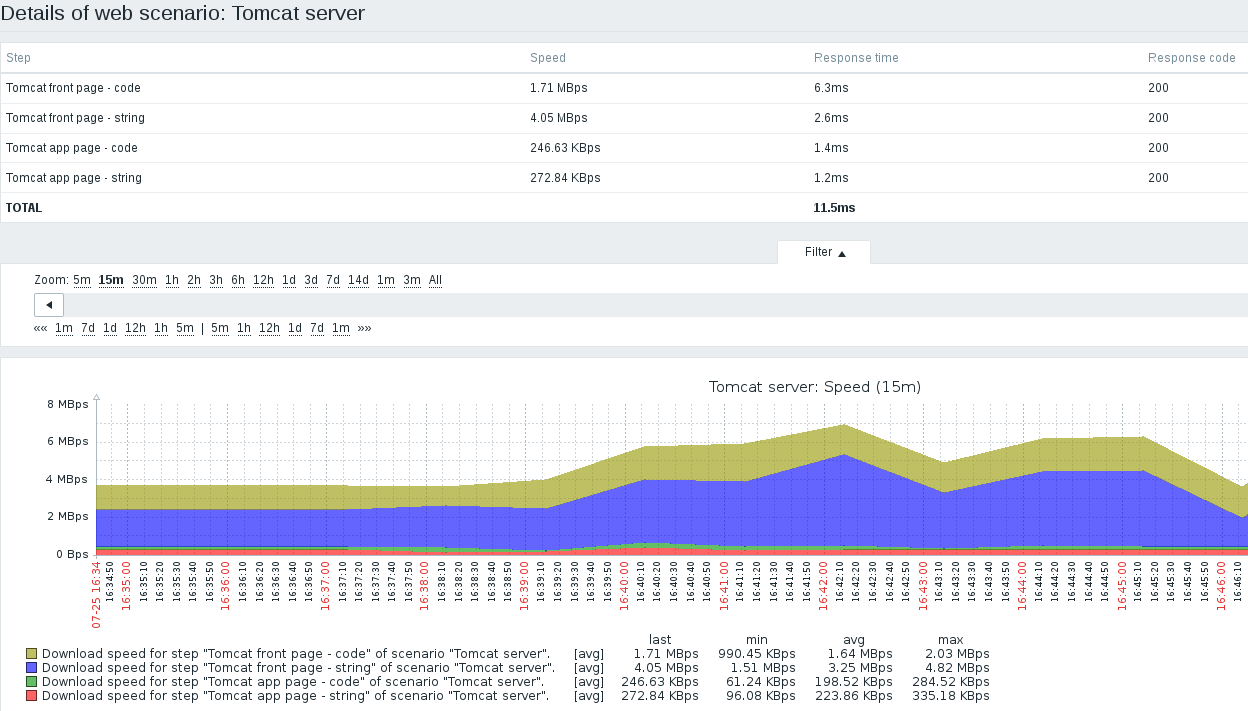 Details of web scenario: Tomcat server
Step Speed Response time Response code
Tomcat front page - code 1.71 MBps 6.3ms 200
Tomcat front page - string 4.05 MBps 2.6ms 200
Tomcat app page - code 246.63 KBps 1.4ms 200
Tomcat app page - string 272.84 KBps 1.2ms 200
TOTAL 11.5ms
Filter ▲
Zoom: 5m 15m 30m 1h 2h 3h 6h 12h 1d 3d 7d 14d 1m 3m All
◄
«« 1m 7d 1d 12h 1h 5m | 5m 1h 12h 1d 7d 1m »»
Tomcat server: Speed (15m)
8 MBps
6 MBps
4 MBps
2 MBps
0 Bps
07-25 16:34 16:34:50 16:35:00 16:35:10 16:35:20 16:35:30 16:35:40 16:35:50 16:36:00 16:36:10 16:36:20 16:36:30 16:36:40 16:36:50 16:37:00 16:37:10 16:37:20 16:37:30 16:37:40 16:37:50 16:38:00 16:38:10 16:38:20 16:38:30 16:38:40 16:38:50 16:39:00 16:39:10 16:39:20 16:39:30 16:39:40 16:39:50 16:40:00 16:40:10 16:40:20 16:40:30 16:40:40 16:40:50 16:41:00 16:41:10 16:41:20 16:41:30 16:41:40 16:41:50 16:42:00 16:42:10 16:42:20 16:42:30 16:42:40 16:42:50 16:43:00 16:43:10 16:43:20 16:43:30 16:43:40 16:43:50 16:44:00 16:44:10 16:44:20 16:44:30 16:44:40 16:44:50 16:45:00 16:45:10 16:45:20 16:45:30 16:45:40 16:45:50 16:46:00 16:46:10
last min avg max
Download speed for step "Tomcat front page - code" of scenario "Tomcat server". [avg] 1.71 MBps 990.45 KBps 1.64 MBps 2.03 MBps
Download speed for step "Tomcat front page - string" of scenario "Tomcat server". [avg] 4.05 MBps 1.51 MBps 3.25 MBps 4.82 MBps
Download speed for step "Tomcat app page - code" of scenario "Tomcat server". [avg] 246.63 KBps 61.24 KBps 198.52 KBps 284.52 KBps
Download speed for step "Tomcat app page - string" of scenario "Tomcat server". [avg] 272.84 KBps 96.08 KBps 223.86 KBps 335.18 KBps